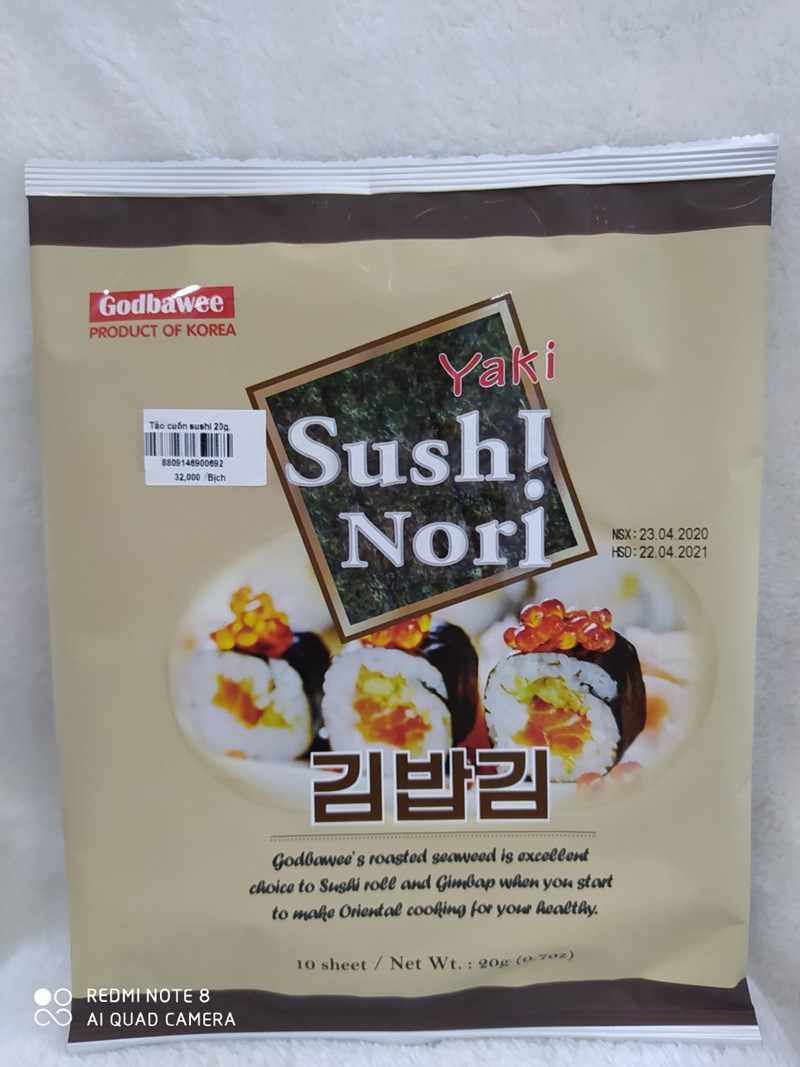 Godbawee
PRODUCT OF KOREA
Yaki
Sushi
Nori
Tảo cuốn sushi 20g.
8809146900692
32,000 /Bịch
NSX: 23.04.2020
HSD: 22.04.2021
김밥김
Godbawee's roasted seaweed is excellent
choice to Sushi roll and Gimbap when you start
to make Oriental cooking for your healthy.
10 sheet / Net Wt. : 20g (0.7oz)
REDMI NOTE 8
AI QUAD CAMERA